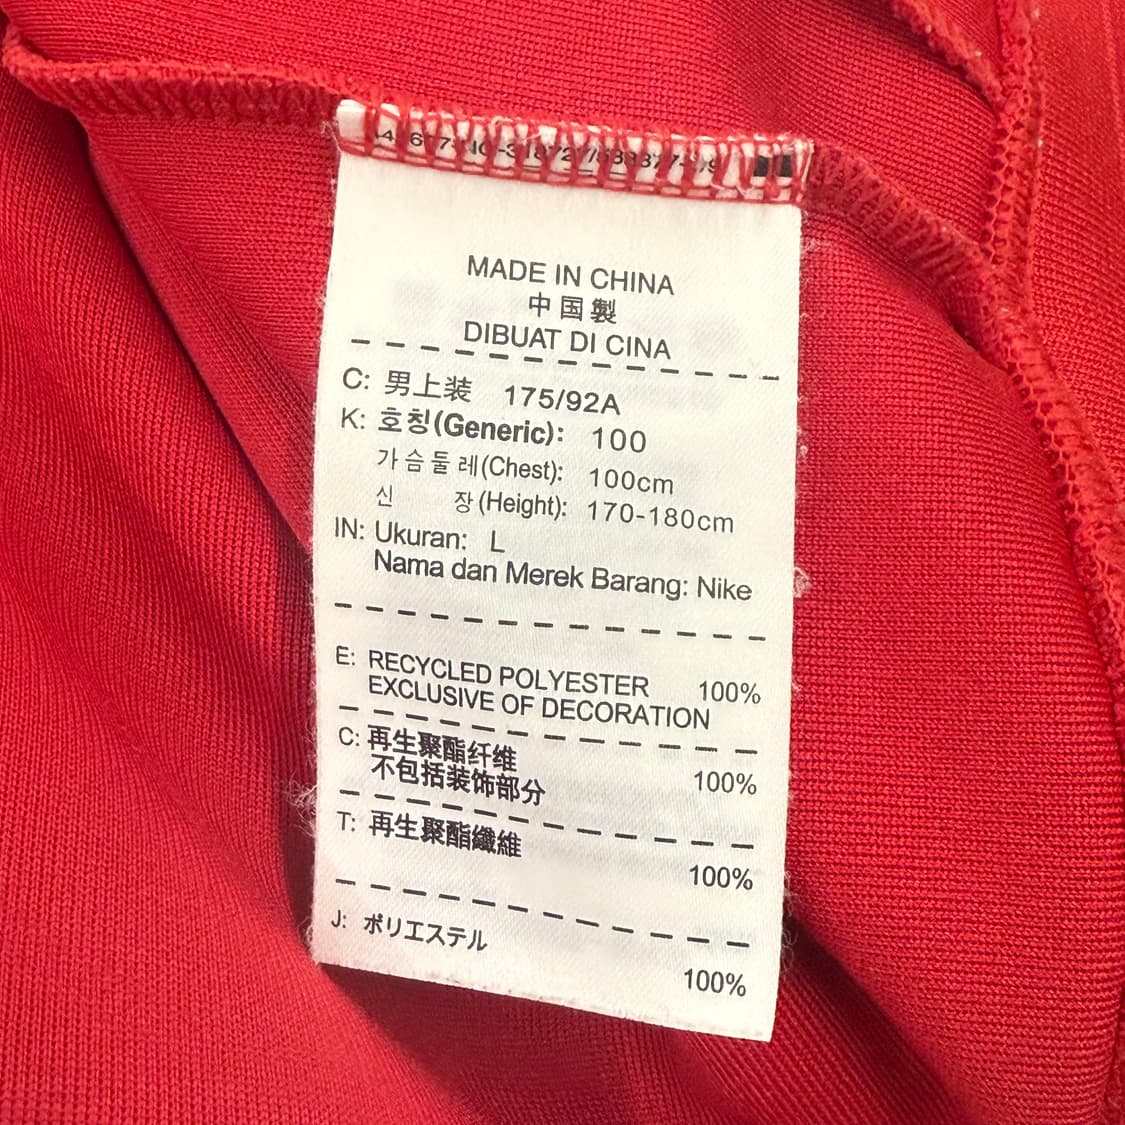 MADE IN CHINA
中国製
DIBUAT DI CINA
C: 男上装 175/92A
K: 호칭(Generic): 100
가슴둘레(Chest): 100cm
신 장(Height): 170-180cm
IN: Ukuran: L
Nama dan Merek Barang: Nike
E: RECYCLED POLYESTER 100%
EXCLUSIVE OF DECORATION
C: 再生聚酯纤维
不包括装饰部分 100%
T: 再生聚酯纖維
100%
J: ポリエステル
100%